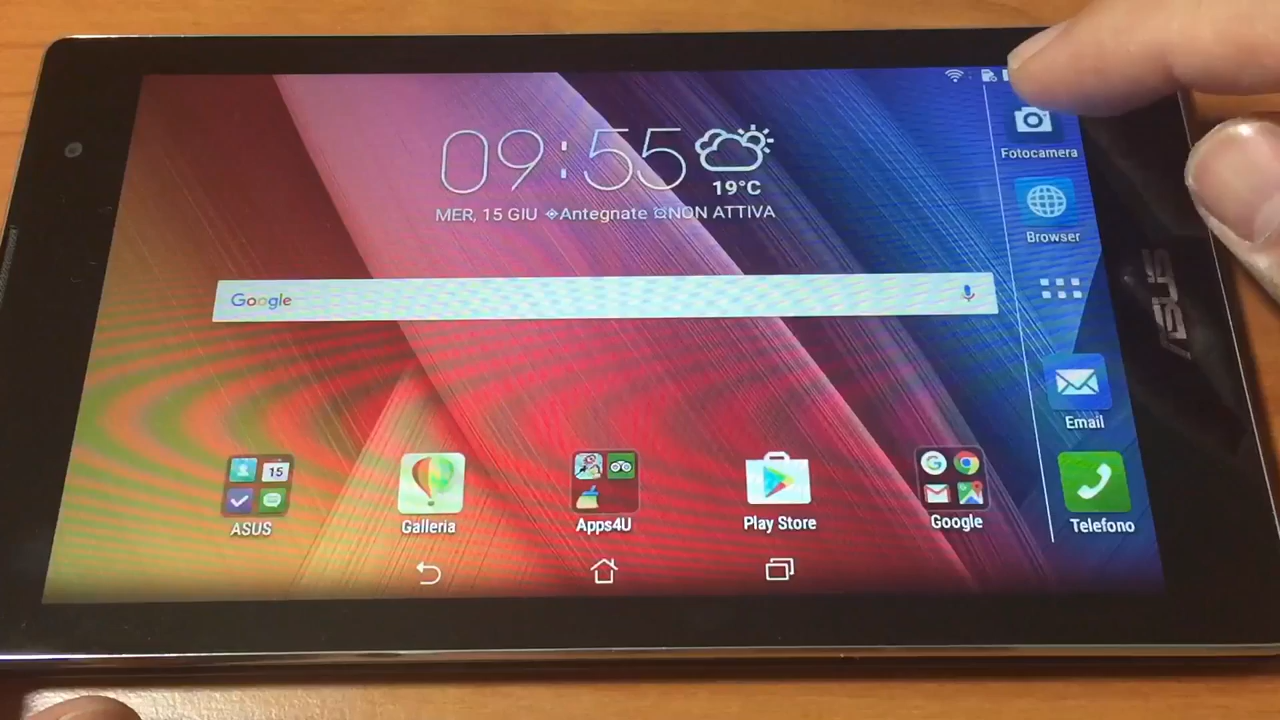 09:55
19°C
MER, 15 GIU Antegnate NON ATTIVA
Google
Fotocamera
Browser
Email
Telefono
15
ASUS
Galleria
Apps4U
Play Store
Google
ASUS